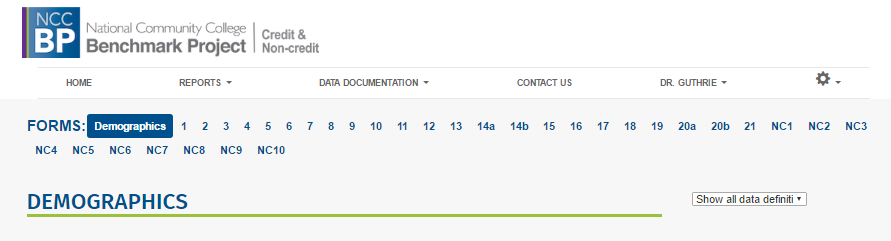 NCC
BP
National Community College
Benchmark Project
Credit &
Non-credit
HOME REPORTS DATA DOCUMENTATION CONTACT US DR. GUTHRIE
FORMS: Demographics 1 2 3 4 5 6 7 8 9 10 11 12 13 14a 14b 15 16 17 18 19 20a 20b 21 NC1 NC2 NC3
NC4 NC5 NC6 NC7 NC8 NC9 NC10
DEMOGRAPHICS Show all data definiti